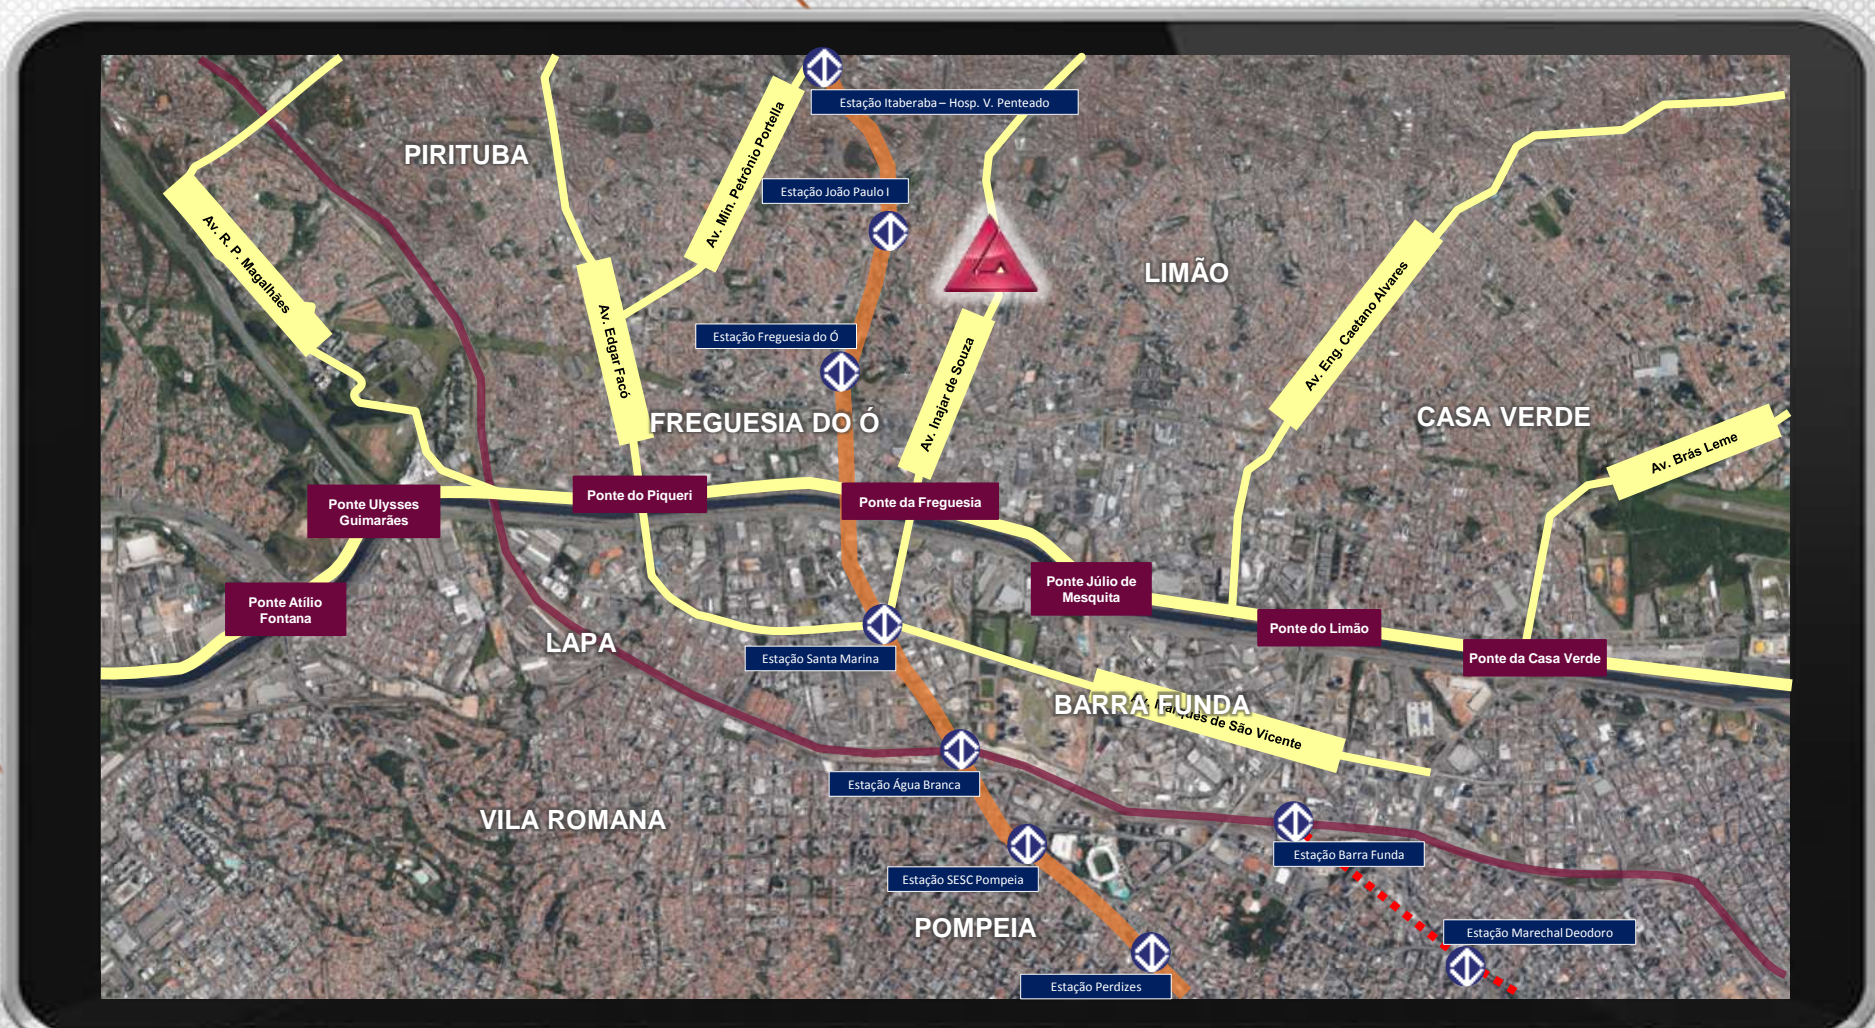 Estação Itaberaba – Hosp. V. Penteado
PIRITUBA
Av. Min. Petrônio Portella
Estação João Paulo I
Av. R. P. Magalhães
LIMÃO
Av. Eng. Caetano Alvares
Estação Freguesia do Ó
Av. Edgar Facó
Av. Inajar de Souza
FREGUESIA DO Ó
CASA VERDE
Av. Brás Leme
Ponte Ulysses
Guimarães
Ponte do Piqueri
Ponte da Freguesia
Ponte Atílio
Fontana
Ponte Júlio de
Mesquita
Ponte do Limão
LAPA
Estação Santa Marina
Ponte da Casa Verde
BARRA FUNDA
Av. Marquês de São Vicente
Estação Água Branca
VILA ROMANA
Estação Barra Funda
Estação SESC Pompeia
POMPEIA
Estação Marechal Deodoro
Estação Perdizes